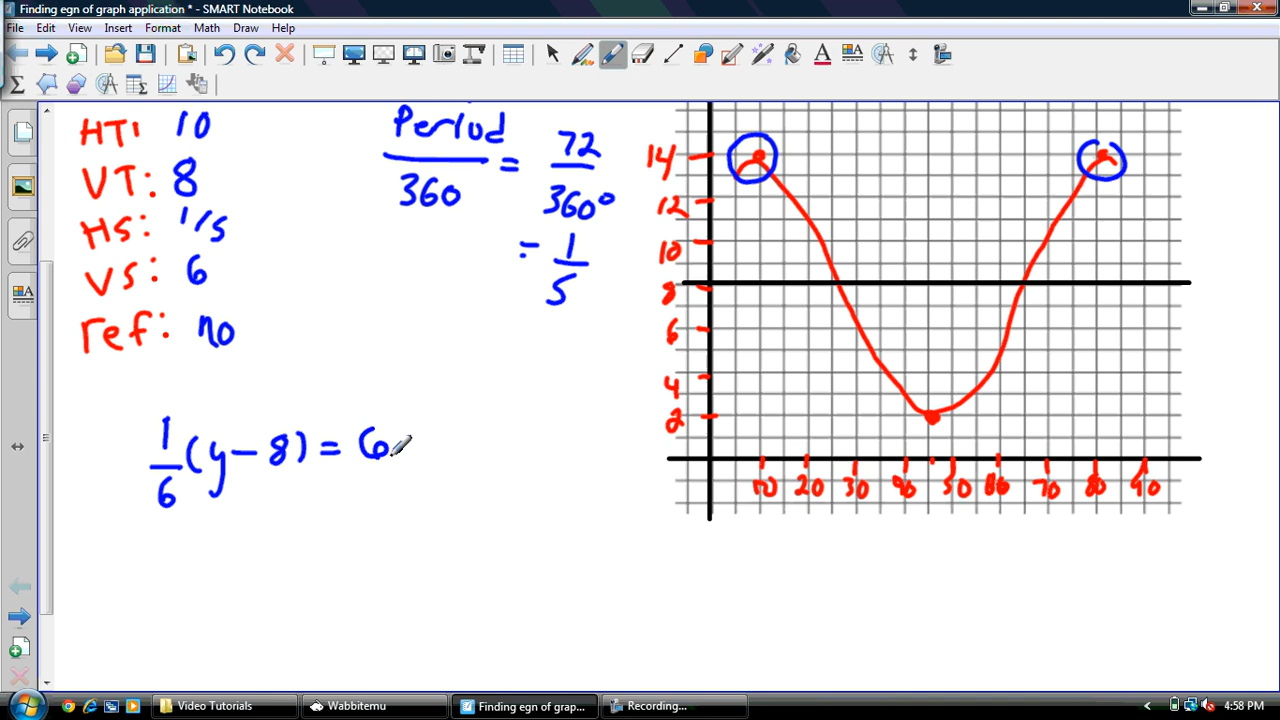 Finding eqn of graph application * - SMART Notebook
File Edit View Insert Format Math Draw Help
HT: 10
VT: 8
HS: 1/5
VS: 6
ref: no
Period
360
=
72
360°
= 1
5
1
6
(y - 8) = co
14
12
10
8
6
4
2
10 20 30 40 50 60 70 80 90
Video Tutorials
Wabbitemu
Finding eqn of grap...
Recording...
4:58 PM